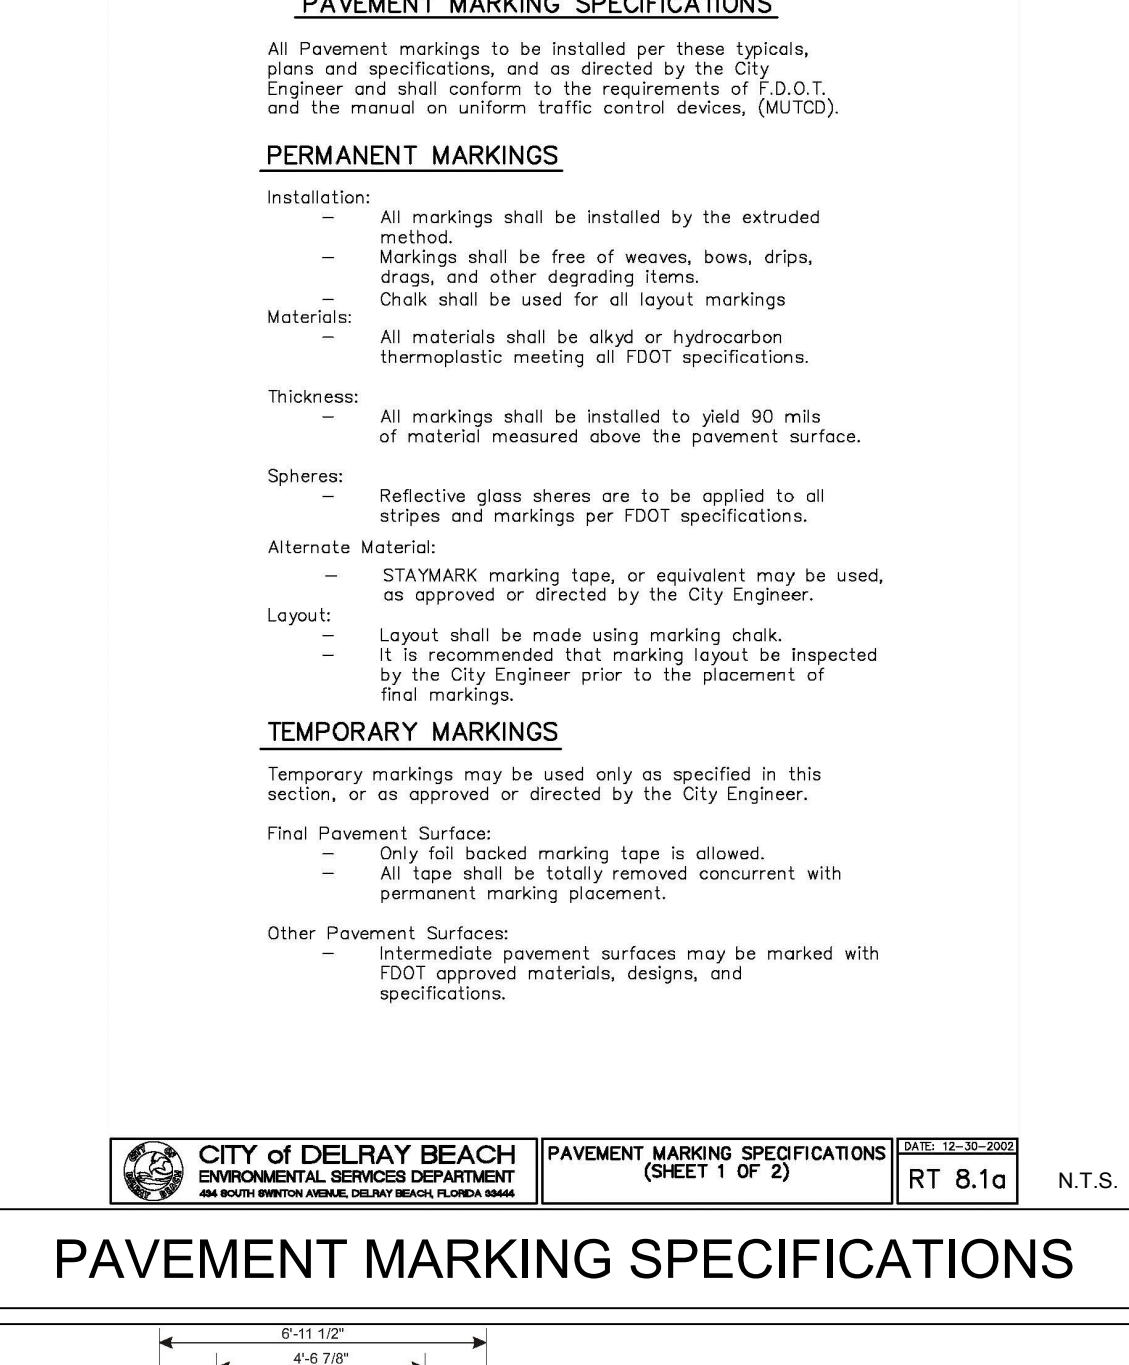 PAVEMENT MARKING SPECIFICATIONS
All Pavement markings to be installed per these typicals,
plans and specifications, and as directed by the City
Engineer and shall conform to the requirements of F.D.O.T.
and the manual on uniform traffic control devices, (MUTCD).
PERMANENT MARKINGS
Installation:
– All markings shall be installed by the extruded
method.
– Markings shall be free of weaves, bows, drips,
drags, and other degrading items.
– Chalk shall be used for all layout markings
Materials:
– All materials shall be alkyd or hydrocarbon
thermoplastic meeting all FDOT specifications.
Thickness:
– All markings shall be installed to yield 90 mils
of material measured above the pavement surface.
Spheres:
– Reflective glass sheres are to be applied to all
stripes and markings per FDOT specifications.
Alternate Material:
– STAYMARK marking tape, or equivalent may be used,
as approved or directed by the City Engineer.
Layout:
– Layout shall be made using marking chalk.
– It is recommended that marking layout be inspected
by the City Engineer prior to the placement of
final markings.
TEMPORARY MARKINGS
Temporary markings may be used only as specified in this
section, or as approved or directed by the City Engineer.
Final Pavement Surface:
– Only foil backed marking tape is allowed.
– All tape shall be totally removed concurrent with
permanent marking placement.
Other Pavement Surfaces:
– Intermediate pavement surfaces may be marked with
FDOT approved materials, designs, and
specifications.
CITY OF DELRAY BEACH
CITY of DELRAY BEACH
ENVIRONMENTAL SERVICES DEPARTMENT
434 SOUTH SWINTON AVENUE, DELRAY BEACH, FLORIDA 33444
PAVEMENT MARKING SPECIFICATIONS
(SHEET 1 OF 2)
DATE: 12-30-2002
RT 8.1a
N.T.S.
PAVEMENT MARKING SPECIFICATIONS
6'-11 1/2"
4'-6 7/8"